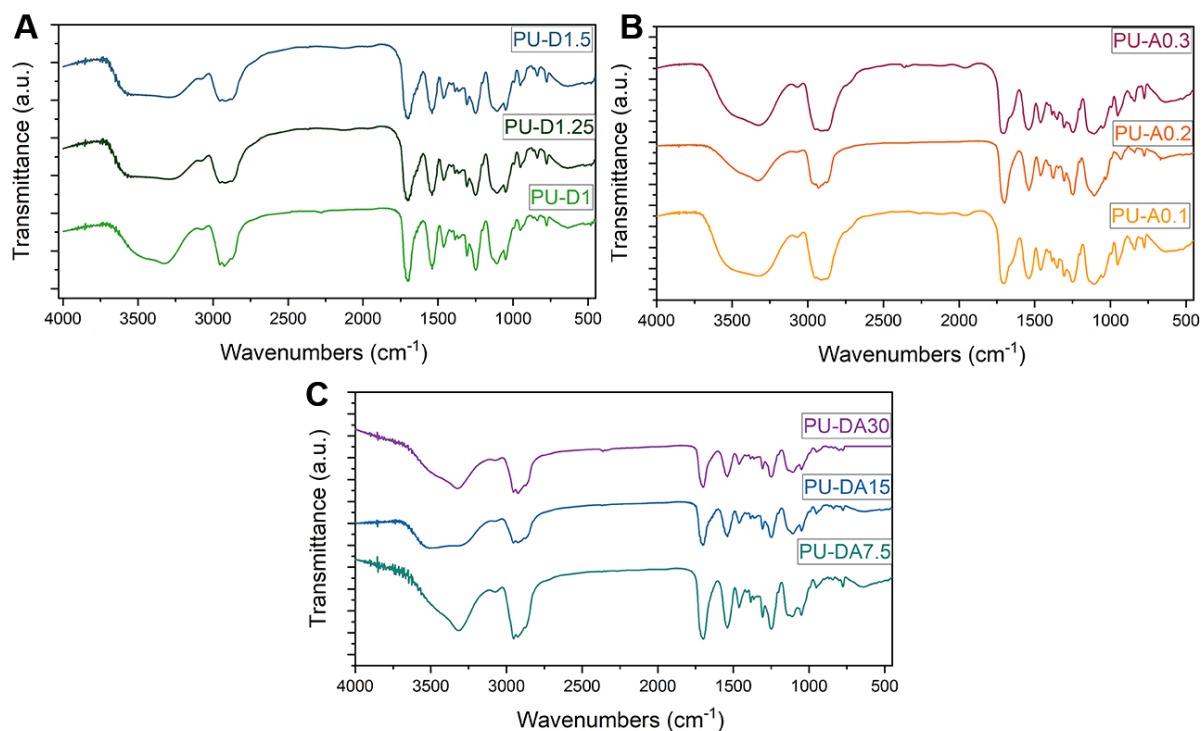 A
PU-D1.5
PU-D1.25
PU-D1
Transmittance (a.u.)
4000 3500 3000 2500 2000 1500 1000 500
Wavenumbers (cm⁻¹)
B
PU-A0.3
PU-A0.2
PU-A0.1
Transmittance (a.u.)
4000 3500 3000 2500 2000 1500 1000 500
Wavenumbers (cm⁻¹)
C
PU-DA30
PU-DA15
PU-DA7.5
Transmittance (a.u.)
4000 3500 3000 2500 2000 1500 1000 500
Wavenumbers (cm⁻¹)